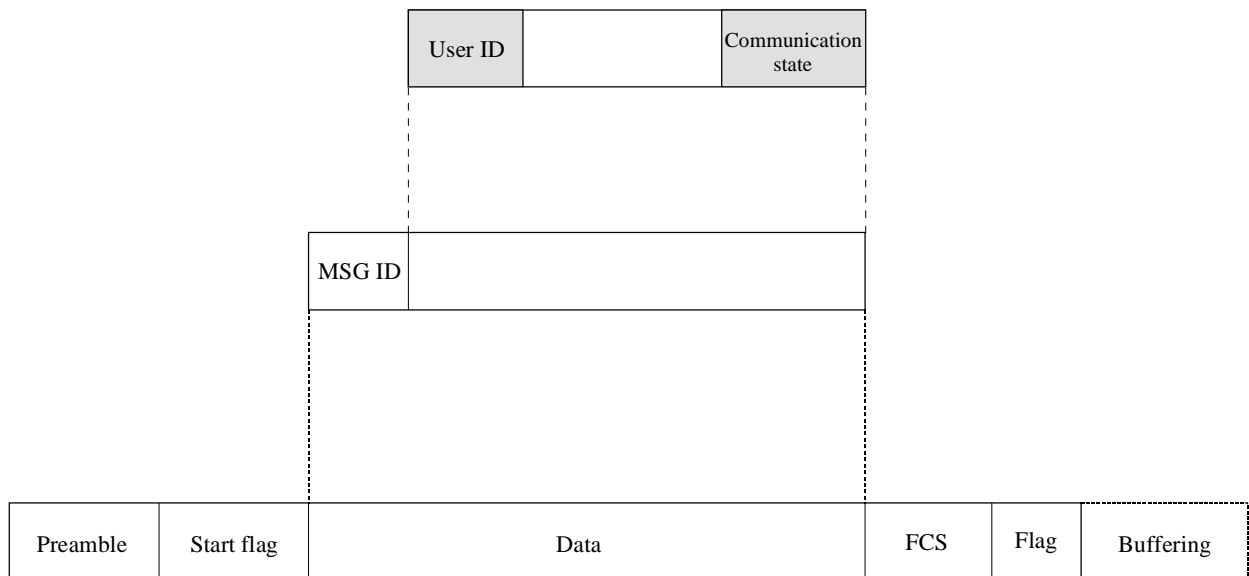 User ID
Communication
state
MSG ID
Preamble
Start flag
Data
FCS
Flag
Buffering